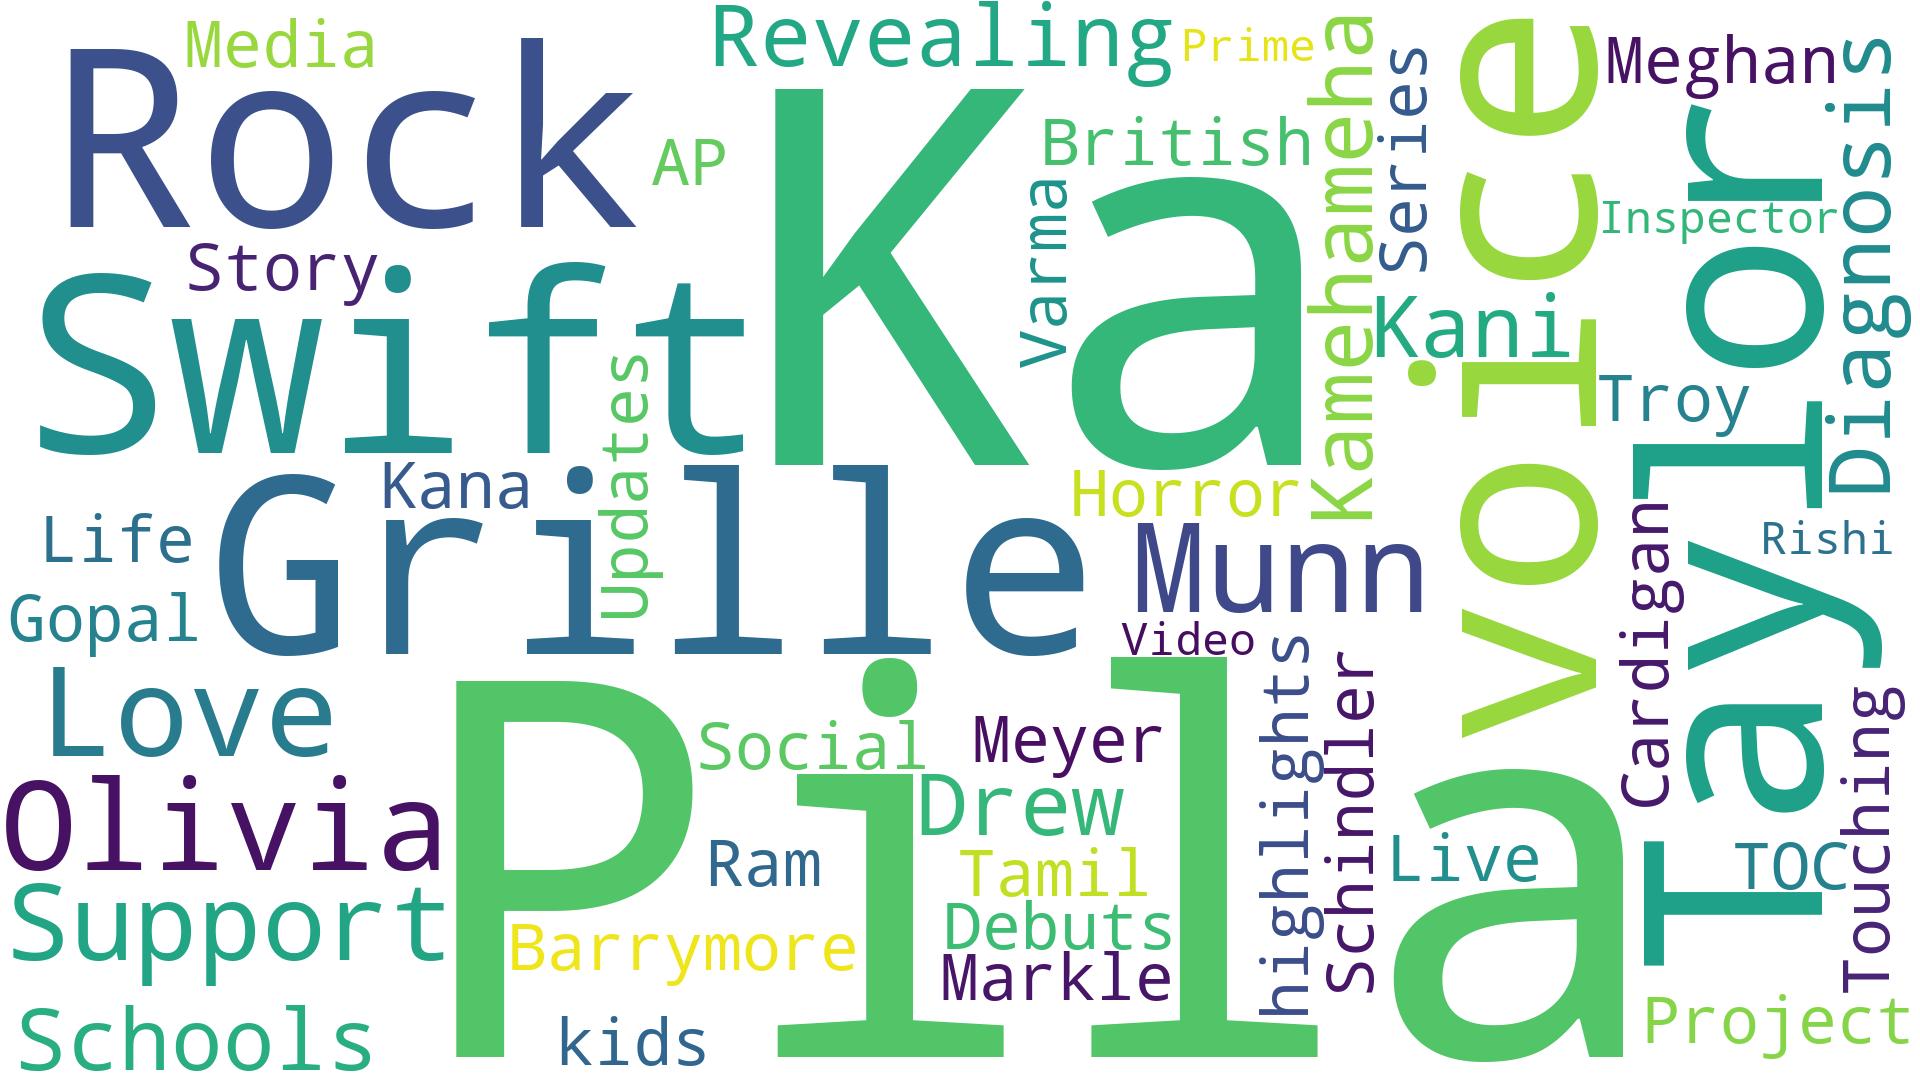 Media
Rock
Revealing
Prime
Kamehameha
Series
voice
Meghan
Diagnosis
AP
British
Ka
Varma
Inspector
Taylor
Story
Swift
Kani
Troy
Updates
Kana
Horror
Grille
Life
Munn
Cardigan
Rishi
Gopal
Video
highlights
Schindler
Love
Pila
Social
Meyer
Touching
Olivia
Drew
Ram
Tamil
Live
TOC
Support
Barrymore
Debuts
Markle
Schools
kids
Project